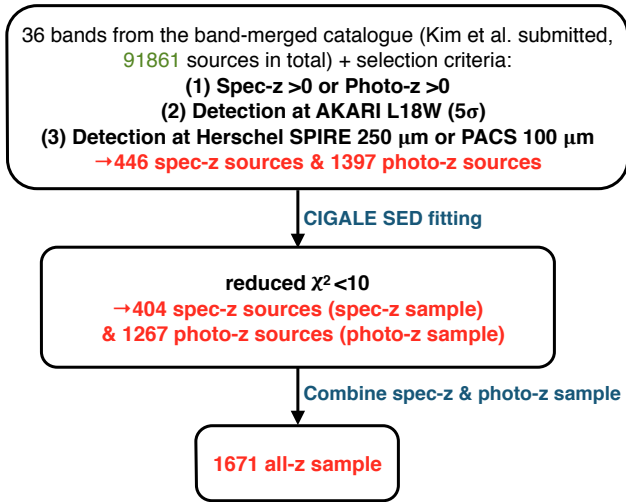 36 bands from the band-merged catalogue (Kim et al. submitted,
91861 sources in total) + selection criteria:
(1) Spec-z >0 or Photo-z >0
(2) Detection at AKARI L18W (5σ)
(3) Detection at Herschel SPIRE 250 μm or PACS 100 μm
→446 spec-z sources & 1397 photo-z sources
CIGALE SED fitting
reduced χ²<10
→404 spec-z sources (spec-z sample)
& 1267 photo-z sources (photo-z sample)
Combine spec-z & photo-z sample
1671 all-z sample